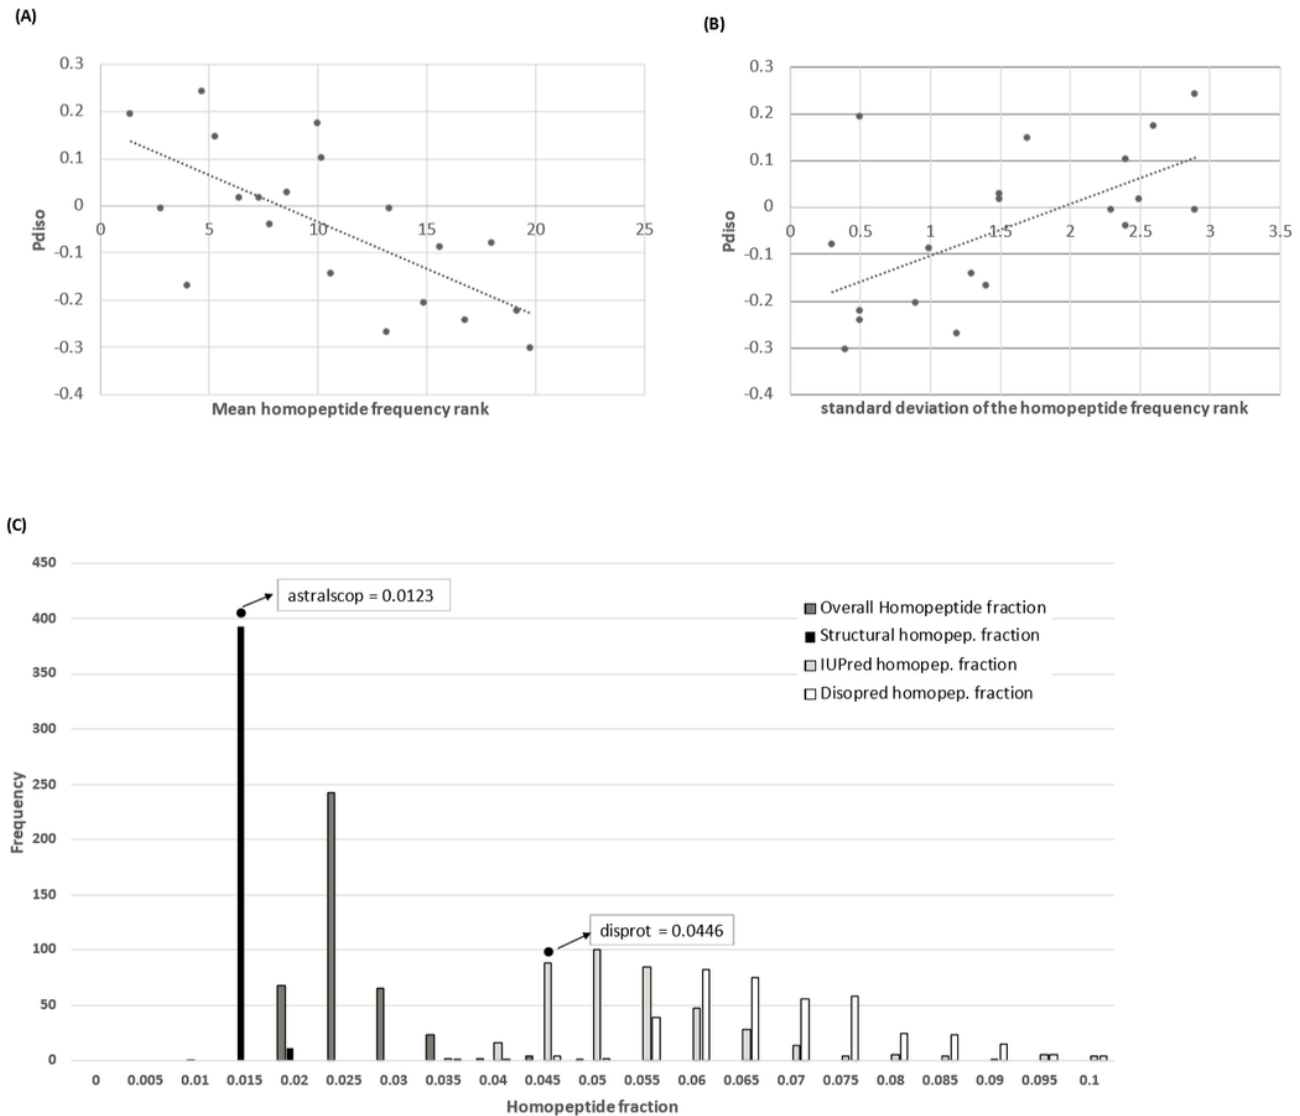 (A)
0.3
0.2
0.1
0
-0.1
-0.2
-0.3
-0.4
Pdiso
0 5 10 15 20 25
Mean homopeptide frequency rank
(B)
0.3
0.2
0.1
0
-0.1
-0.2
-0.3
-0.4
Pdiso
0 0.5 1 1.5 2 2.5 3 3.5
standard deviation of the homopeptide frequency rank
(C)
450
400
350
300
250
200
150
100
50
0
Frequency
astralscop = 0.0123
Overall Homopeptide fraction
Structural homopep. fraction
IUPred homopep. fraction
Disopred homopep. fraction
disprot = 0.0446
0 0.005 0.01 0.015 0.02 0.025 0.03 0.035 0.04 0.045 0.05 0.055 0.06 0.065 0.07 0.075 0.08 0.085 0.09 0.095 0.1
Homopeptide fraction